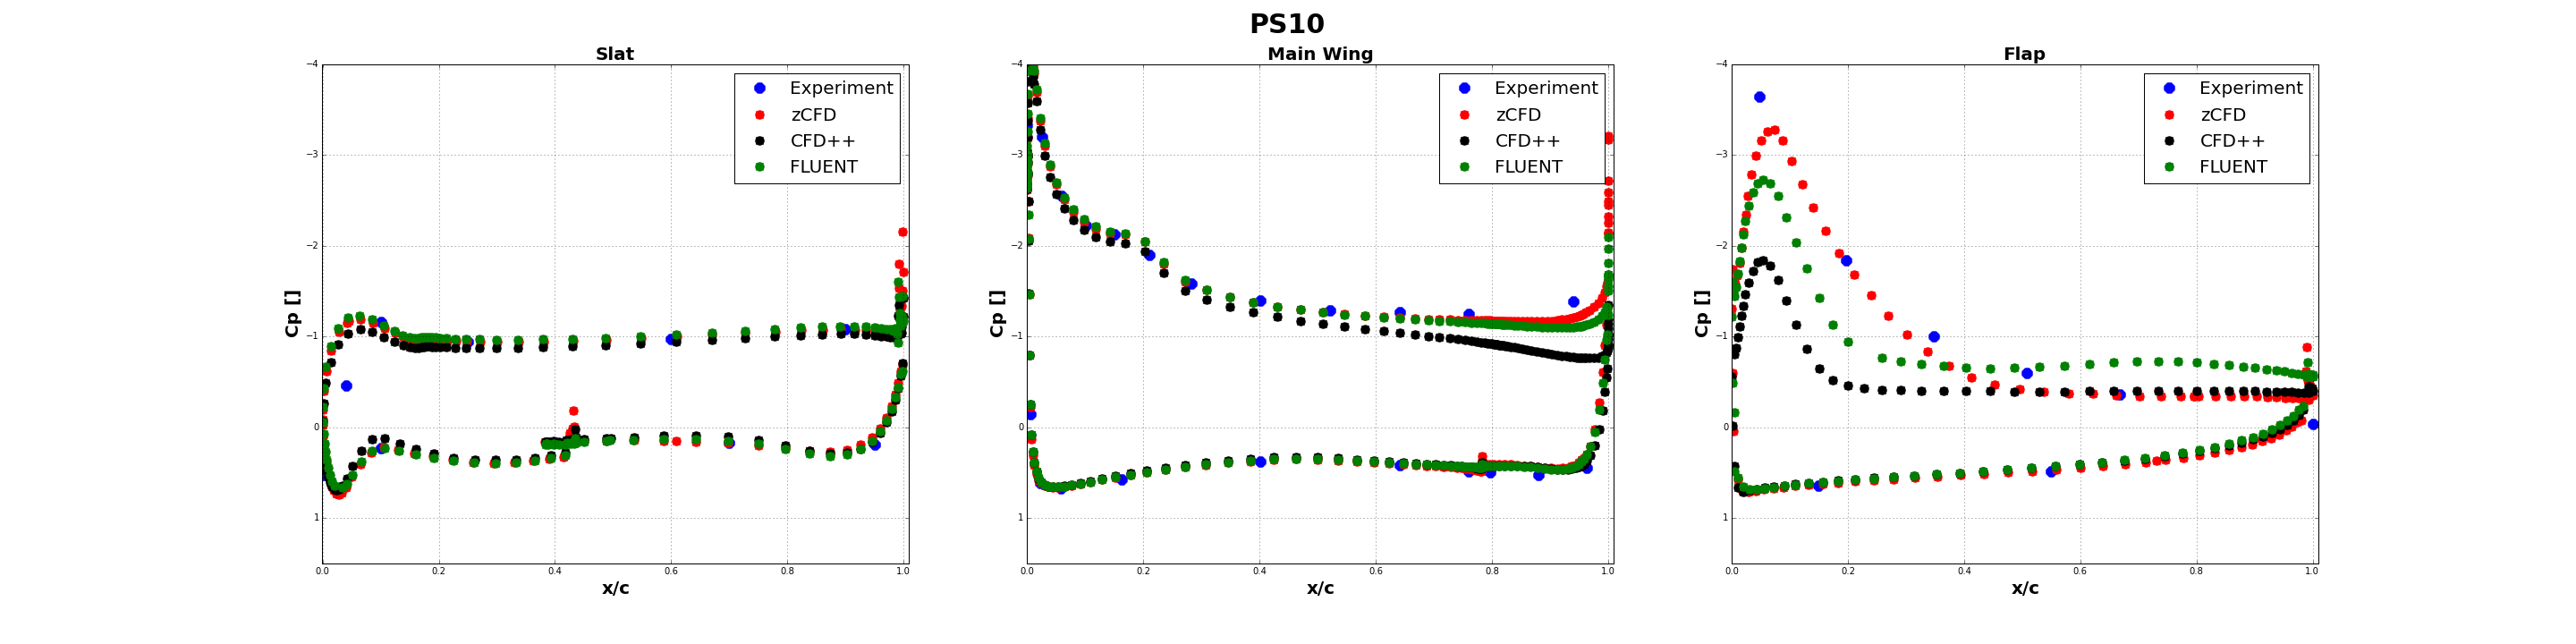 PS10
Slat
−4
−3
−2
−1
0
1
0.0 0.2 0.4 0.6 0.8 1.0
Cp []
x/c
Experiment
zCFD
CFD++
FLUENT
Main Wing
−4
−3
−2
−1
0
1
0.0 0.2 0.4 0.6 0.8 1.0
Cp []
x/c
Experiment
zCFD
CFD++
FLUENT
Flap
−4
−3
−2
−1
0
1
0.0 0.2 0.4 0.6 0.8 1.0
Cp []
x/c
Experiment
zCFD
CFD++
FLUENT